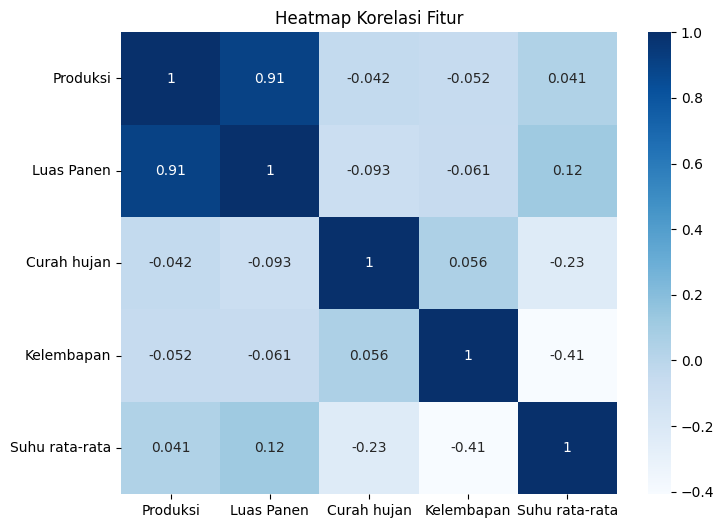 Heatmap Korelasi Fitur
Produksi 1 0.91 -0.042 -0.052 0.041
Luas Panen 0.91 1 -0.093 -0.061 0.12
Curah hujan -0.042 -0.093 1 0.056 -0.23
Kelembapan -0.052 -0.061 0.056 1 -0.41
Suhu rata-rata 0.041 0.12 -0.23 -0.41 1
Produksi Luas Panen Curah hujan Kelembapan Suhu rata-rata
1.0
0.8
0.6
0.4
0.2
0.0
−0.2
−0.4